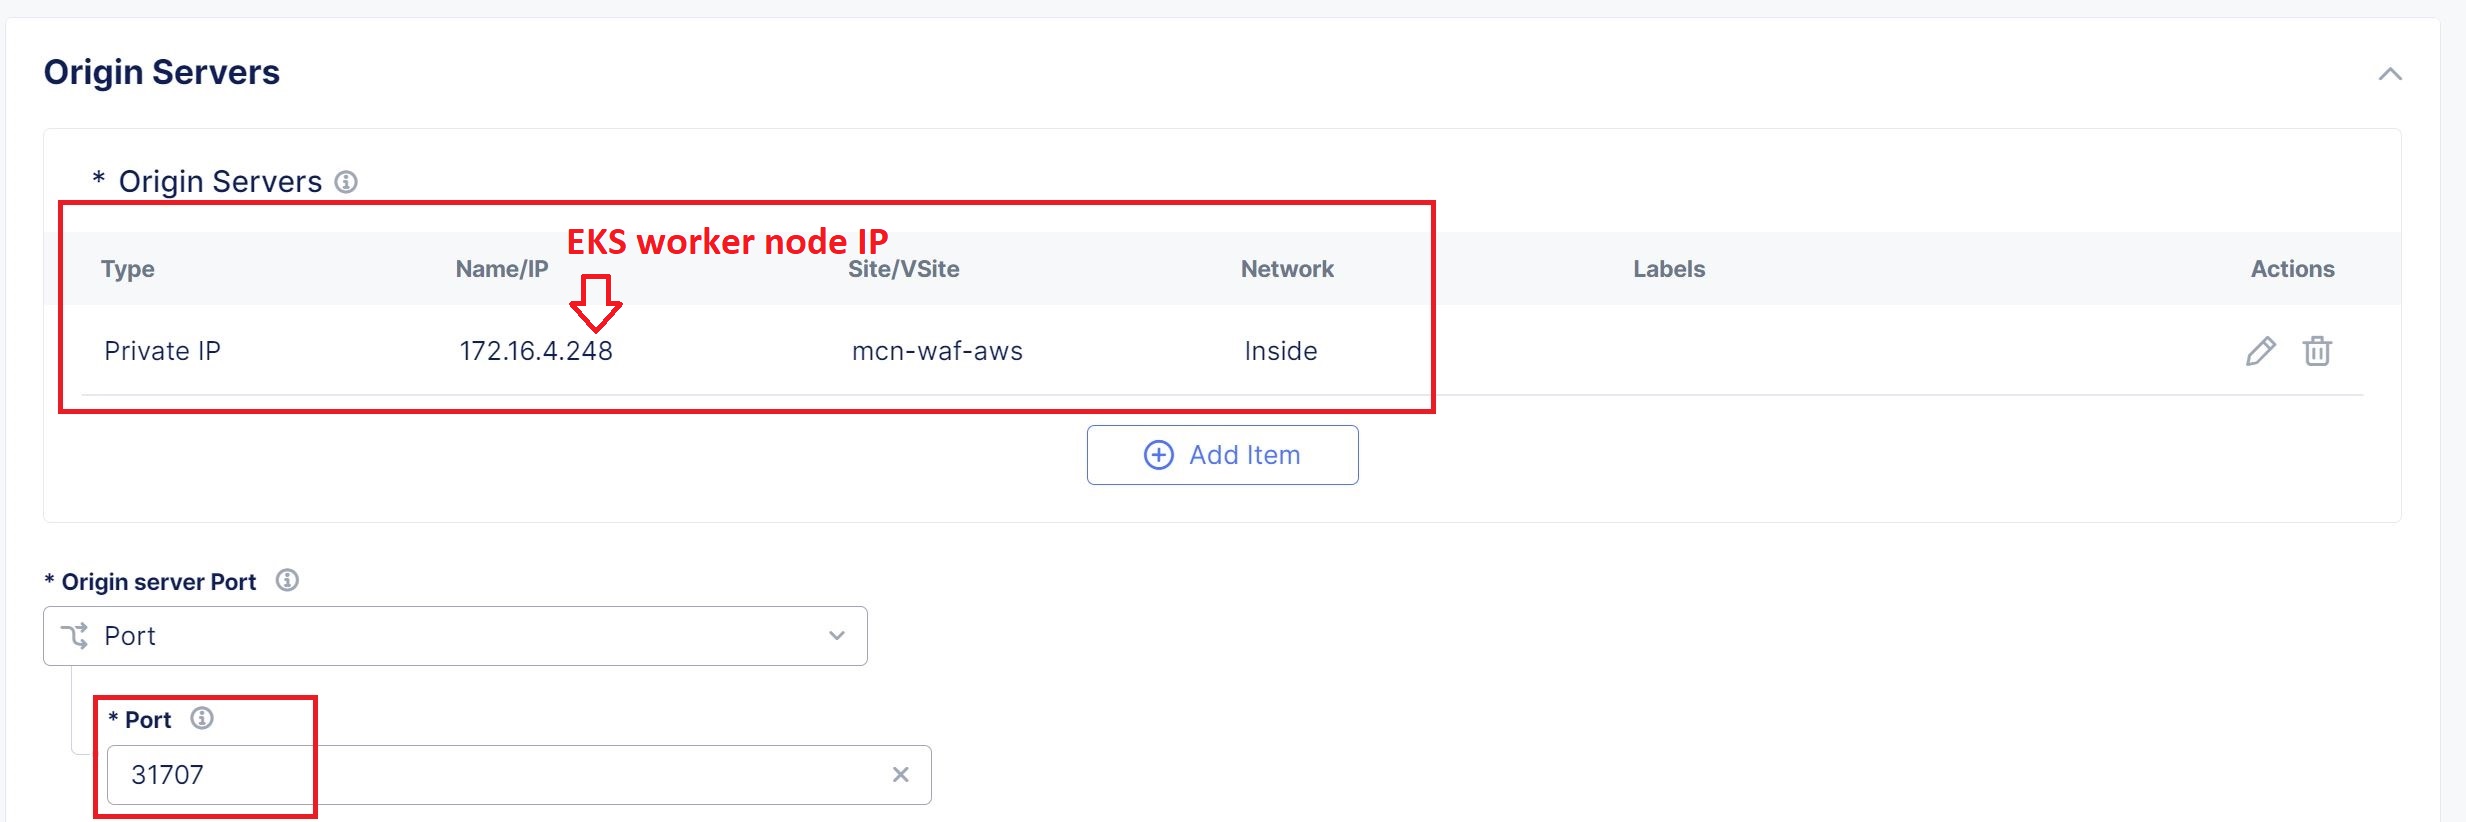 Origin Servers
* Origin Servers
EKS worker node IP
Type Name/IP Site/VSite Network Labels Actions
Private IP 172.16.4.248 mcn-waf-aws Inside
Add Item
* Origin server Port
Port
* Port
31707